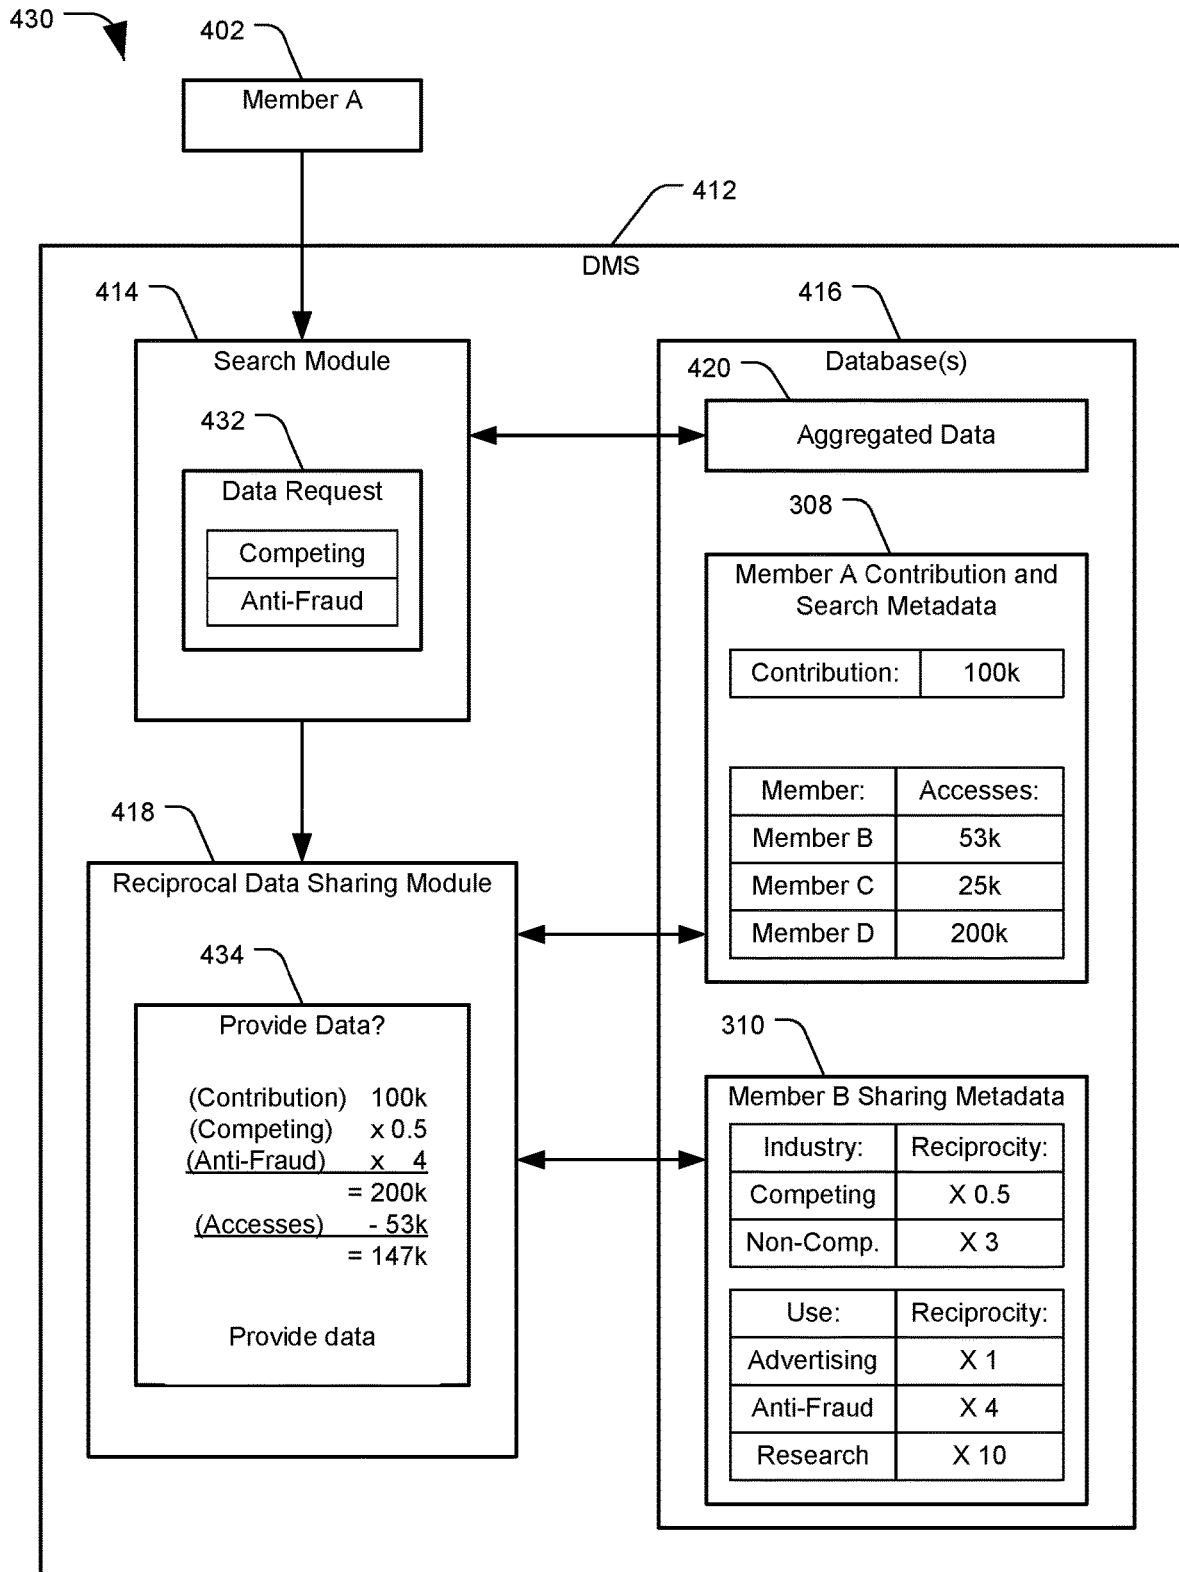 430
402
Member A
412
DMS
414
Search Module
432
Data Request
Competing
Anti-Fraud
416
Database(s)
420
Aggregated Data
308
Member A Contribution and
Search Metadata
Contribution: 100k
Member: Accesses:
Member B 53k
Member C 25k
Member D 200k
418
Reciprocal Data Sharing Module
434
Provide Data?
(Contribution) 100k
(Competing) x 0.5
(Anti-Fraud) x 4
= 200k
(Accesses) - 53k
= 147k
Provide data
310
Member B Sharing Metadata
Industry: Reciprocity:
Competing X 0.5
Non-Comp. X 3
Use: Reciprocity:
Advertising X 1
Anti-Fraud X 4
Research X 10